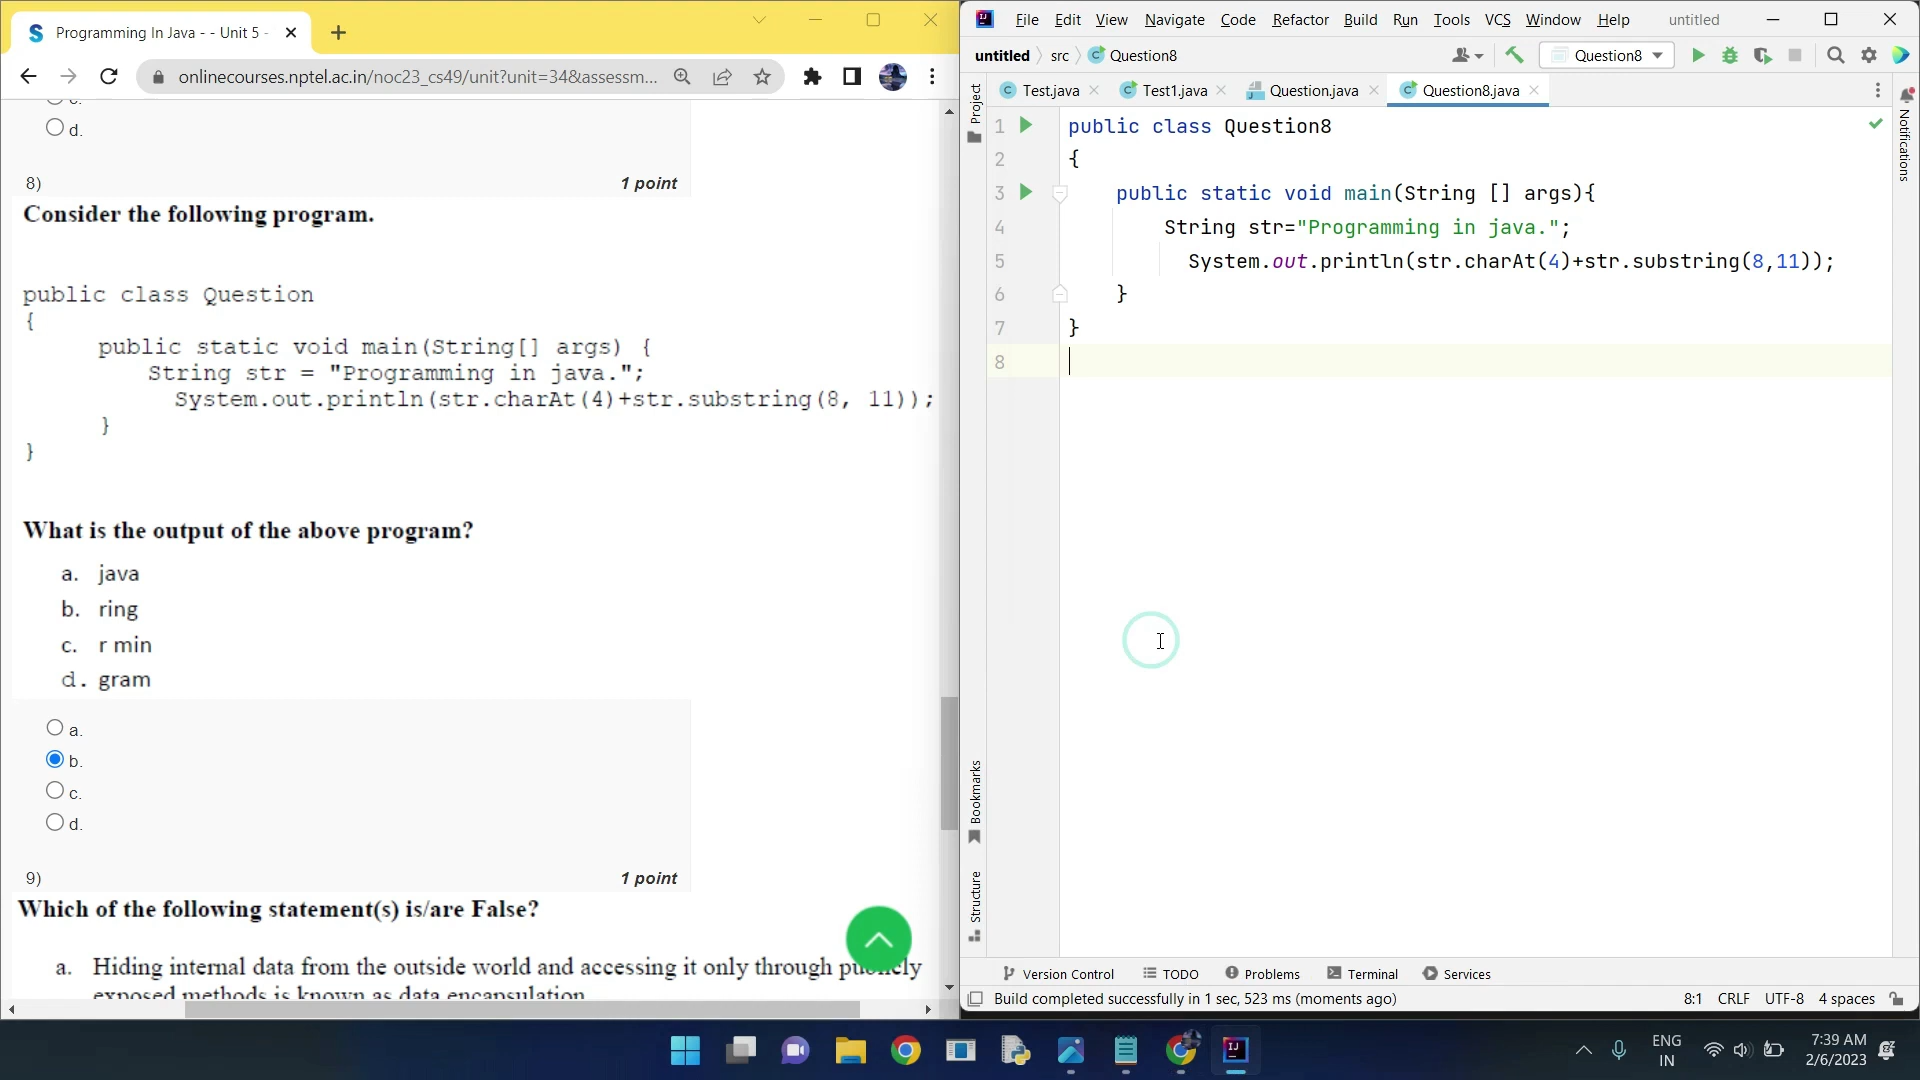 Programming In Java - - Unit 5 -
onlinecourses.nptel.ac.in/noc23_cs49/unit?unit=34&assessm...
d.
8)
1 point
Consider the following program.
public class Question
{
public static void main(String[] args) {
String str = "Programming in java.";
System.out.println(str.charAt(4)+str.substring(8, 11));
}
}
What is the output of the above program?
a. java
b. ring
c. r min
d. gram
a.
b.
c.
d.
9)
1 point
Which of the following statement(s) is/are False?
a. Hiding internal data from the outside world and accessing it only through
exposed methods is known as data encapsulation
File Edit View Navigate Code Refactor Build Run Tools VCS Window Help untitled
untitled src Question8
Question8
Test.java Test1.java Question.java Question8.java
Project
Bookmarks
Structure
Notifications
1 public class Question8
2 {
3 public static void main(String [] args){
4 String str="Programming in java.";
5 System.out.println(str.charAt(4)+str.substring(8,11));
6 }
7 }
8
Version Control TODO Problems Terminal Services
Build completed successfully in 1 sec, 523 ms (moments ago)
8:1 CRLF UTF-8 4 spaces
ENG
IN
7:39 AM
2/6/2023